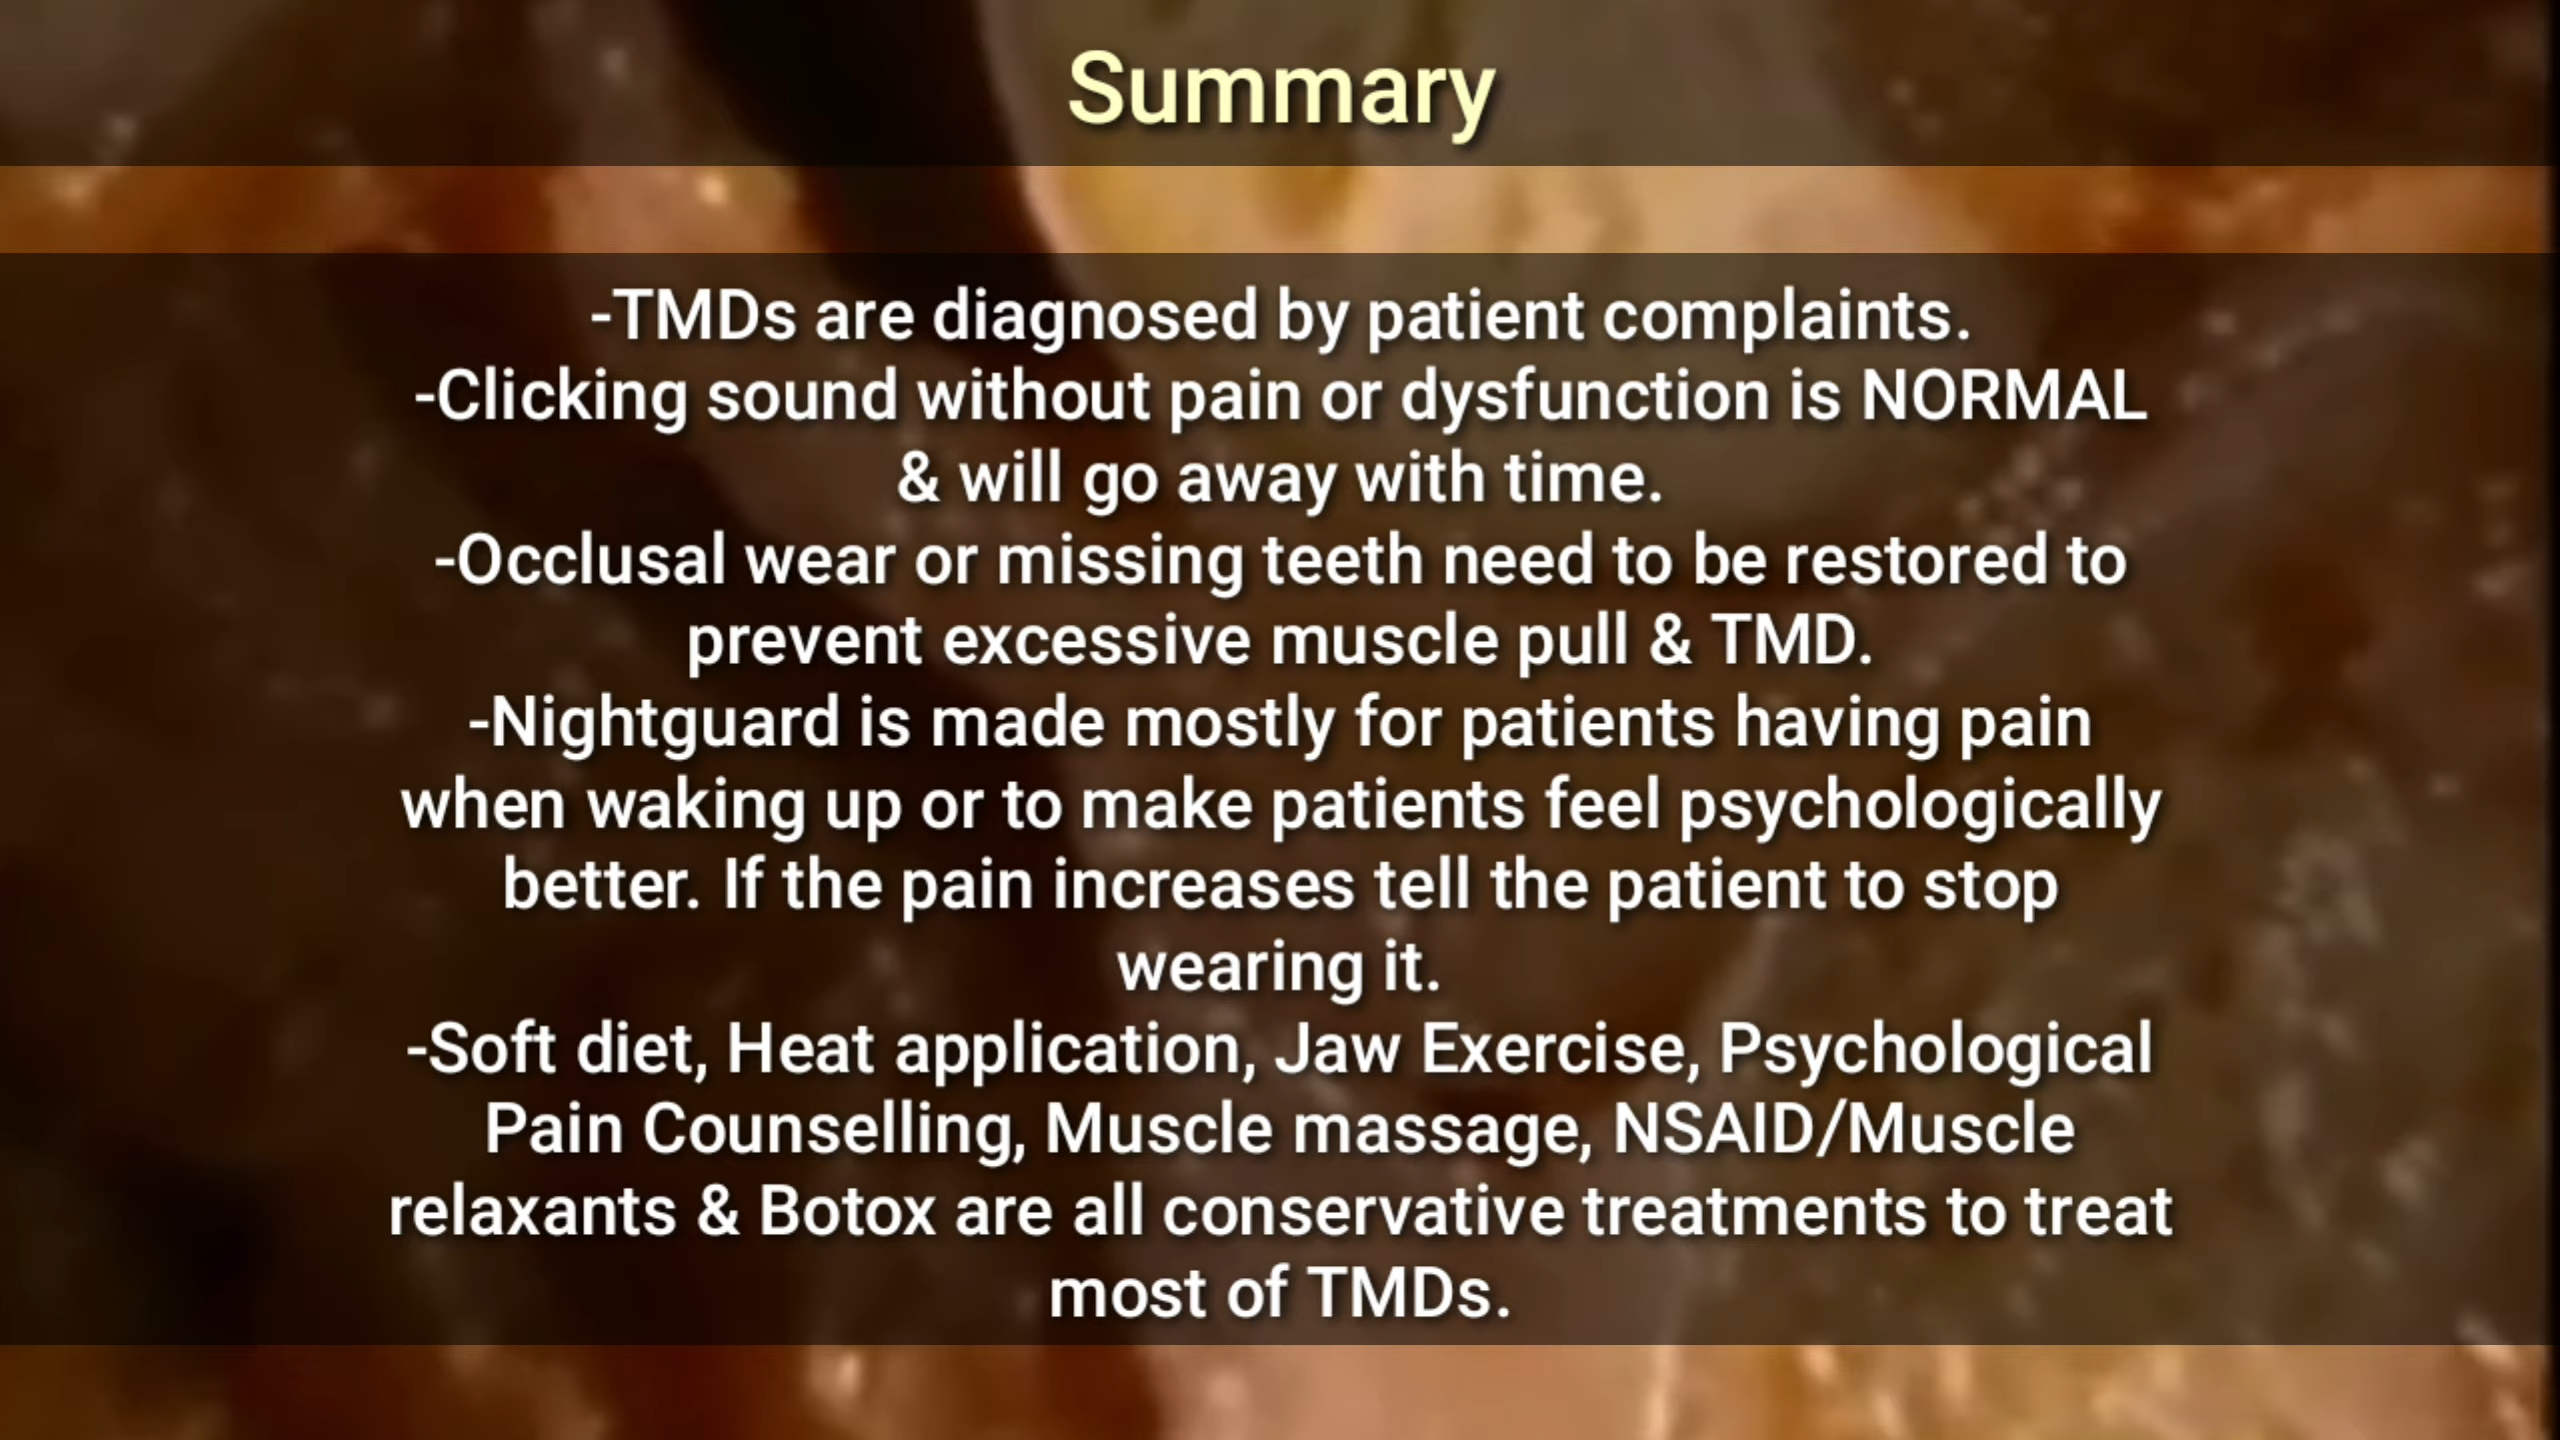 Summary
-TMDs are diagnosed by patient complaints.
-Clicking sound without pain or dysfunction is NORMAL
& will go away with time.
-Occlusal wear or missing teeth need to be restored to
prevent excessive muscle pull & TMD.
-Nightguard is made mostly for patients having pain
when waking up or to make patients feel psychologically
better. If the pain increases tell the patient to stop
wearing it.
-Soft diet, Heat application, Jaw Exercise, Psychological
Pain Counselling, Muscle massage, NSAID/Muscle
relaxants & Botox are all conservative treatments to treat
most of TMDs.